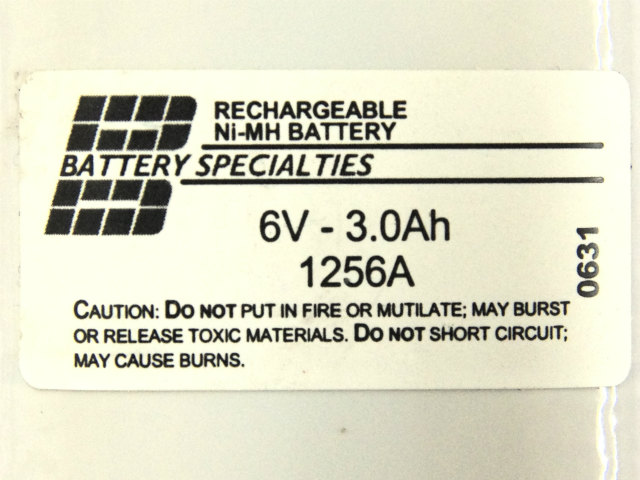 RECHARGEABLE
Ni-MH BATTERY
BATTERY SPECIALTIES
6V - 3.0Ah
1256A
0631
CAUTION: DO NOT PUT IN FIRE OR MUTILATE; MAY BURST
OR RELEASE TOXIC MATERIALS. DO NOT SHORT CIRCUIT;
MAY CAUSE BURNS.